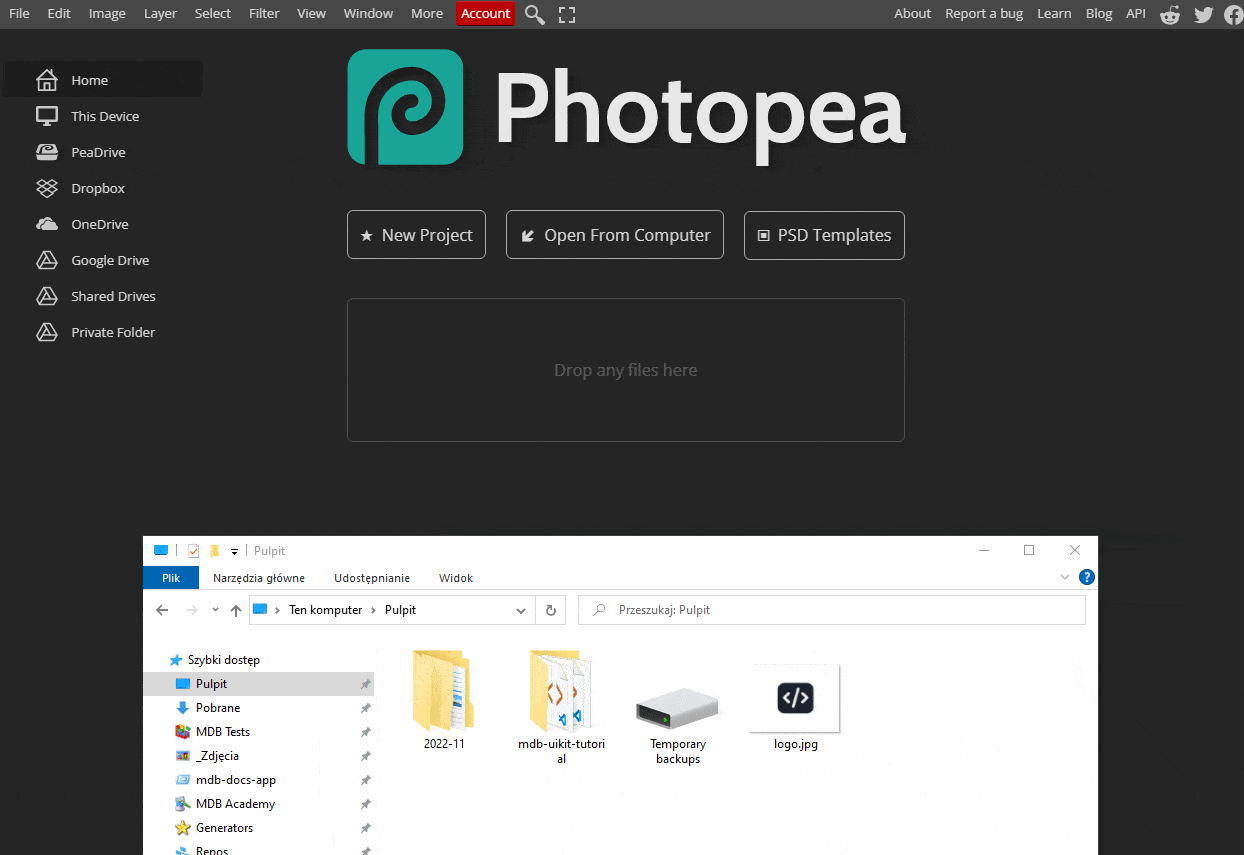 File Edit Image Layer Select Filter View Window More Account About Report a bug Learn Blog API
Home
This Device
PeaDrive
Dropbox
OneDrive
Google Drive
Shared Drives
Private Folder
Photopea
New Project Open From Computer PSD Templates
Drop any files here
Pulpit
Plik Narzędzia główne Udostępnianie Widok
Ten komputer Pulpit Przeszukaj: Pulpit
Szybki dostęp
Pulpit
Pobrane
MDB Tests
_Zdjęcia
mdb-docs-app
MDB Academy
Generators
Repos
2022-11
mdb-uikit-tutori
al
Temporary
backups
logo.jpg